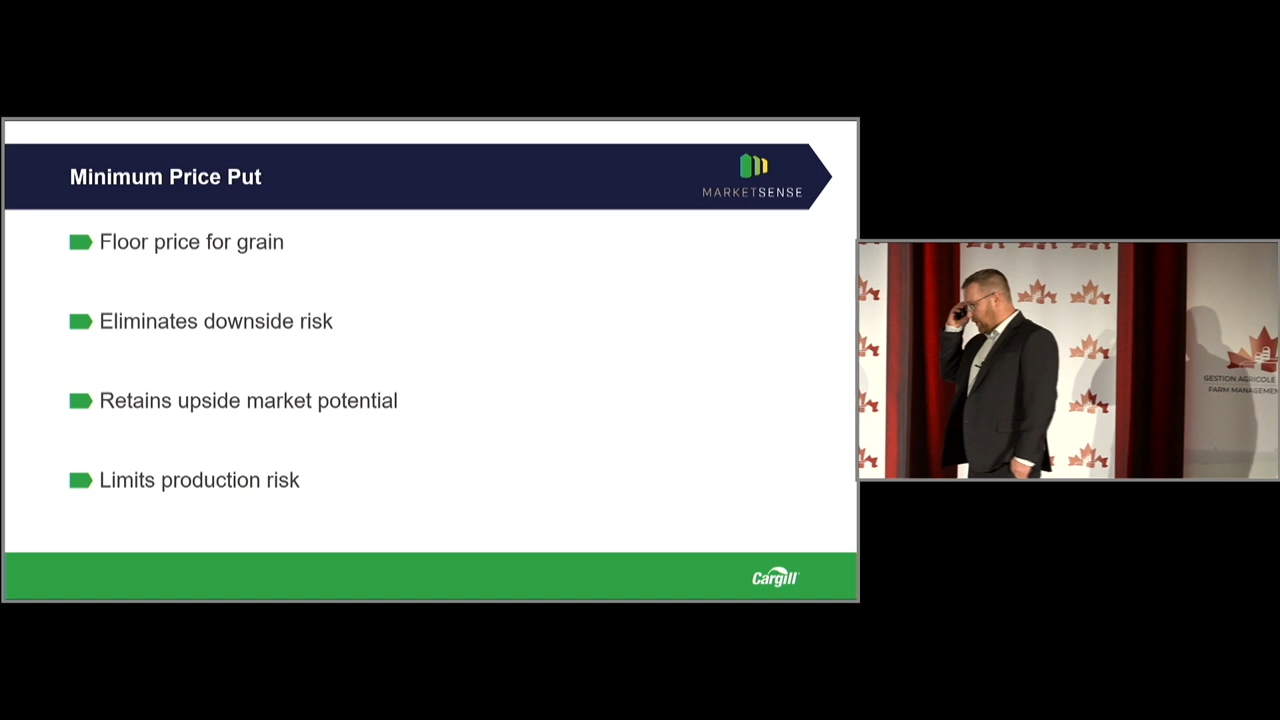 Minimum Price Put
MARKETSENSE
Floor price for grain
Eliminates downside risk
Retains upside market potential
Limits production risk
Cargill
GESTION AGRICOLE
FARM MANAGEMEN